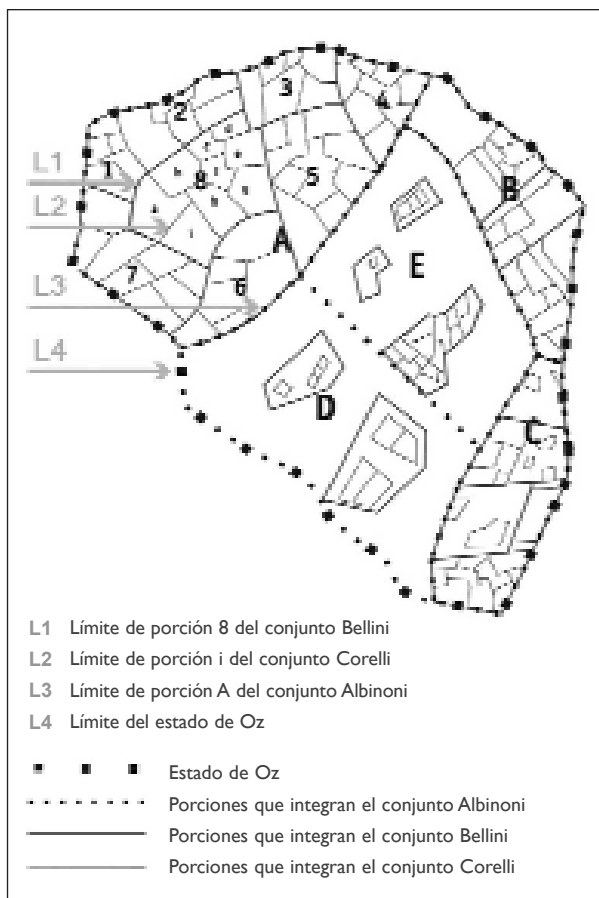 2
3
4
L1
1
8
B
L2
5
A
E
7
6
L3
L4
D
C
L1 Límite de porción 8 del conjunto Bellini
L2 Límite de porción i del conjunto Corelli
L3 Límite de porción A del conjunto Albinoni
L4 Límite del estado de Oz
Estado de Oz
Porciones que integran el conjunto Albinoni
Porciones que integran el conjunto Bellini
Porciones que integran el conjunto Corelli